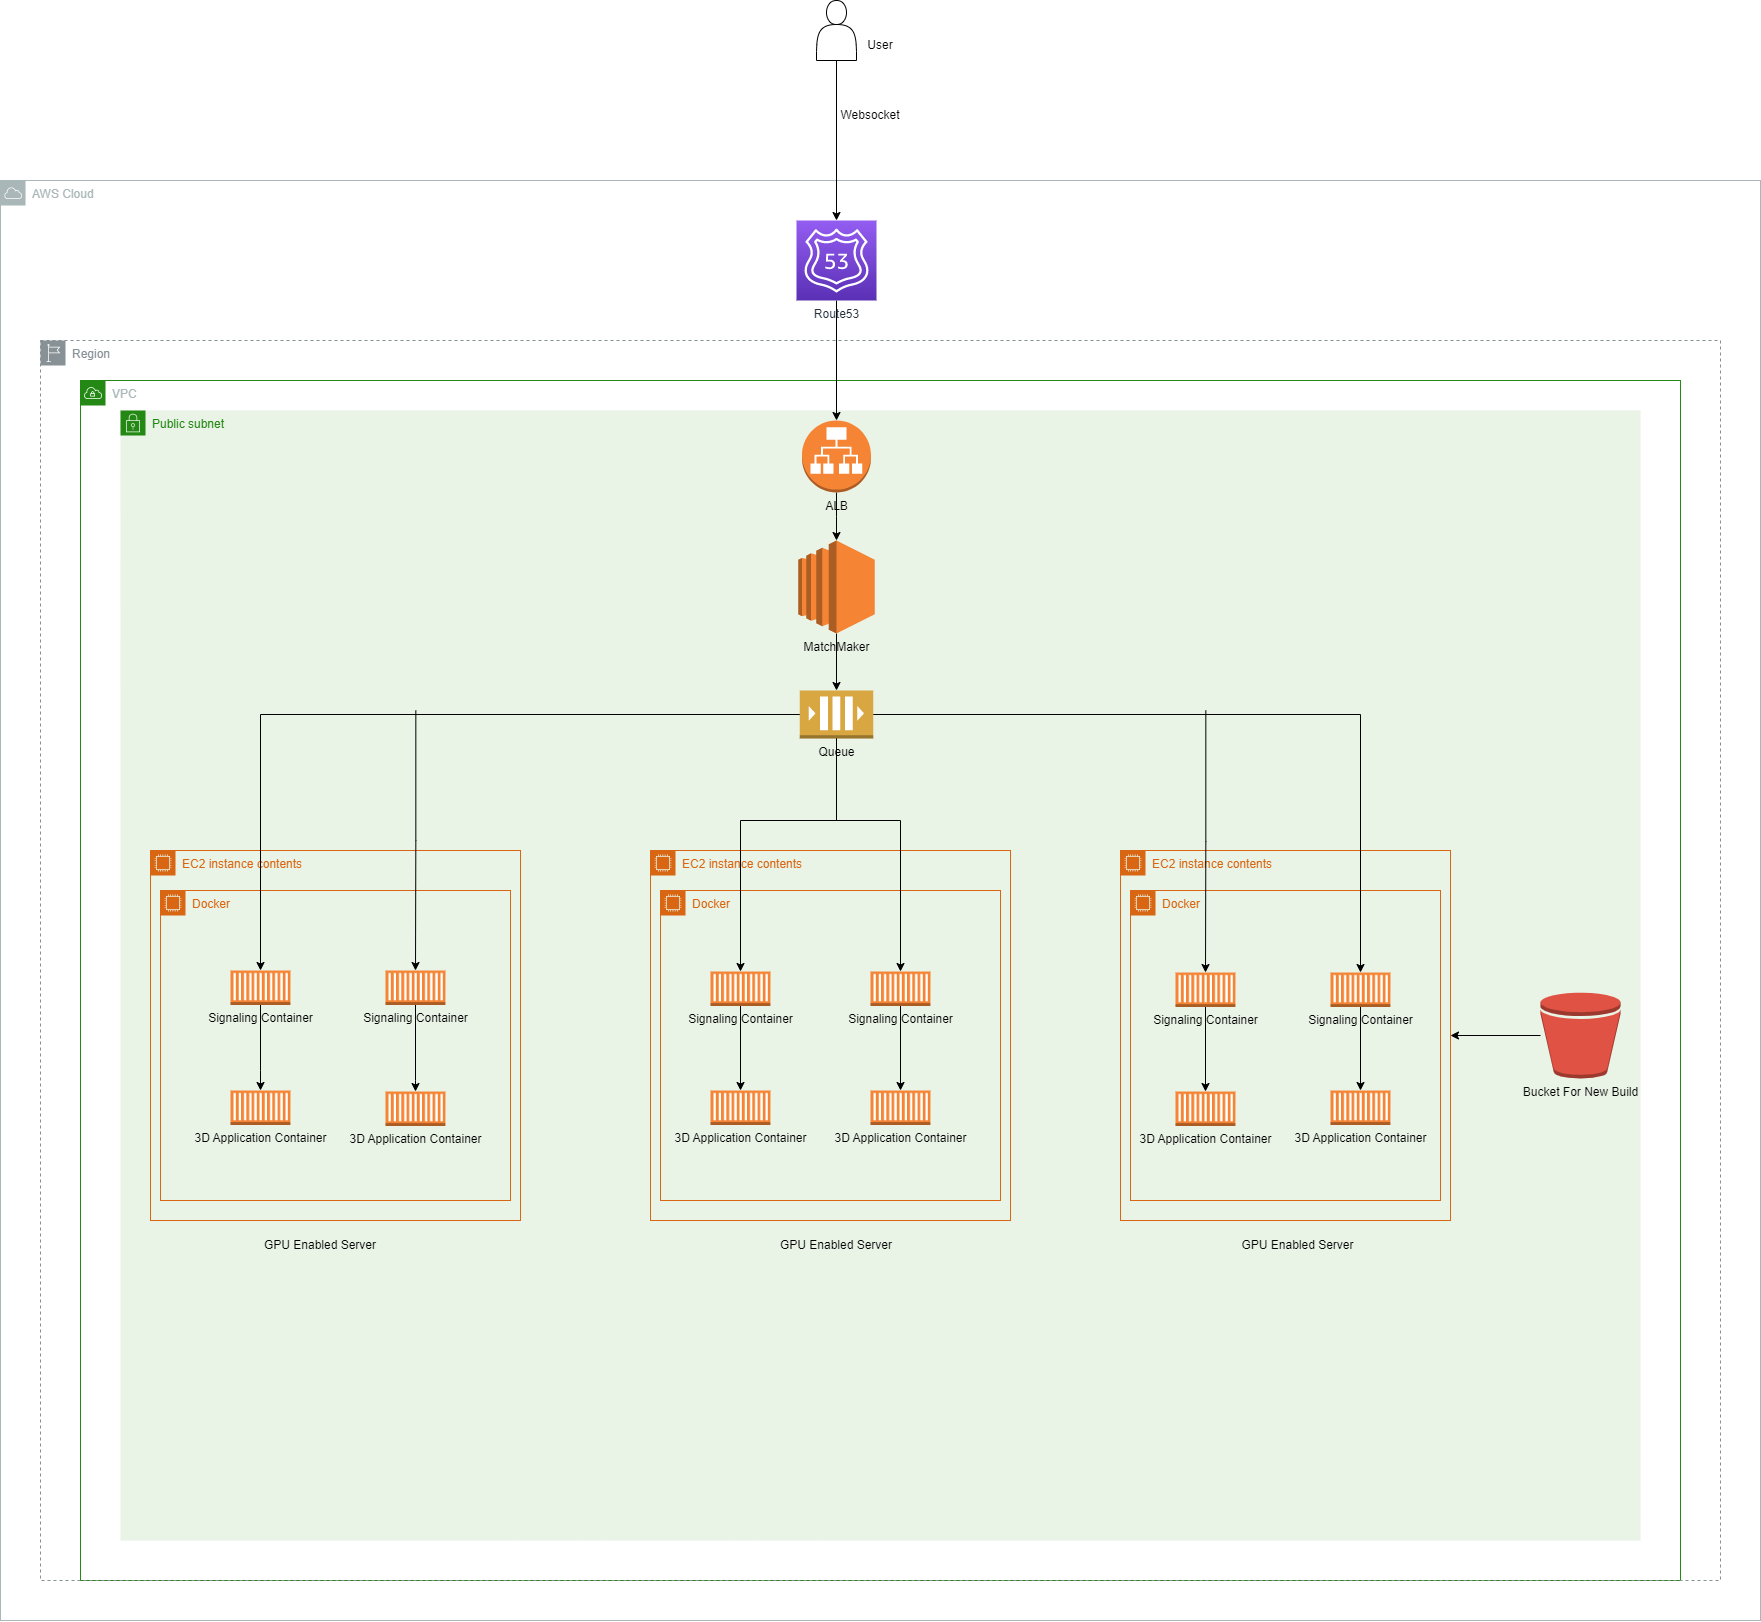 User
Websocket
AWS Cloud
53
Route53
Region
VPC
Public subnet
ALB
MatchMaker
Queue
EC2 instance contents
EC2 instance contents
EC2 instance contents
Docker
Docker
Docker
Signaling Container
Signaling Container
Signaling Container
Signaling Container
Signaling Container
Signaling Container
Bucket For New Build
3D Application Container
3D Application Container
3D Application Container
3D Application Container
3D Application Container
3D Application Container
GPU Enabled Server
GPU Enabled Server
GPU Enabled Server